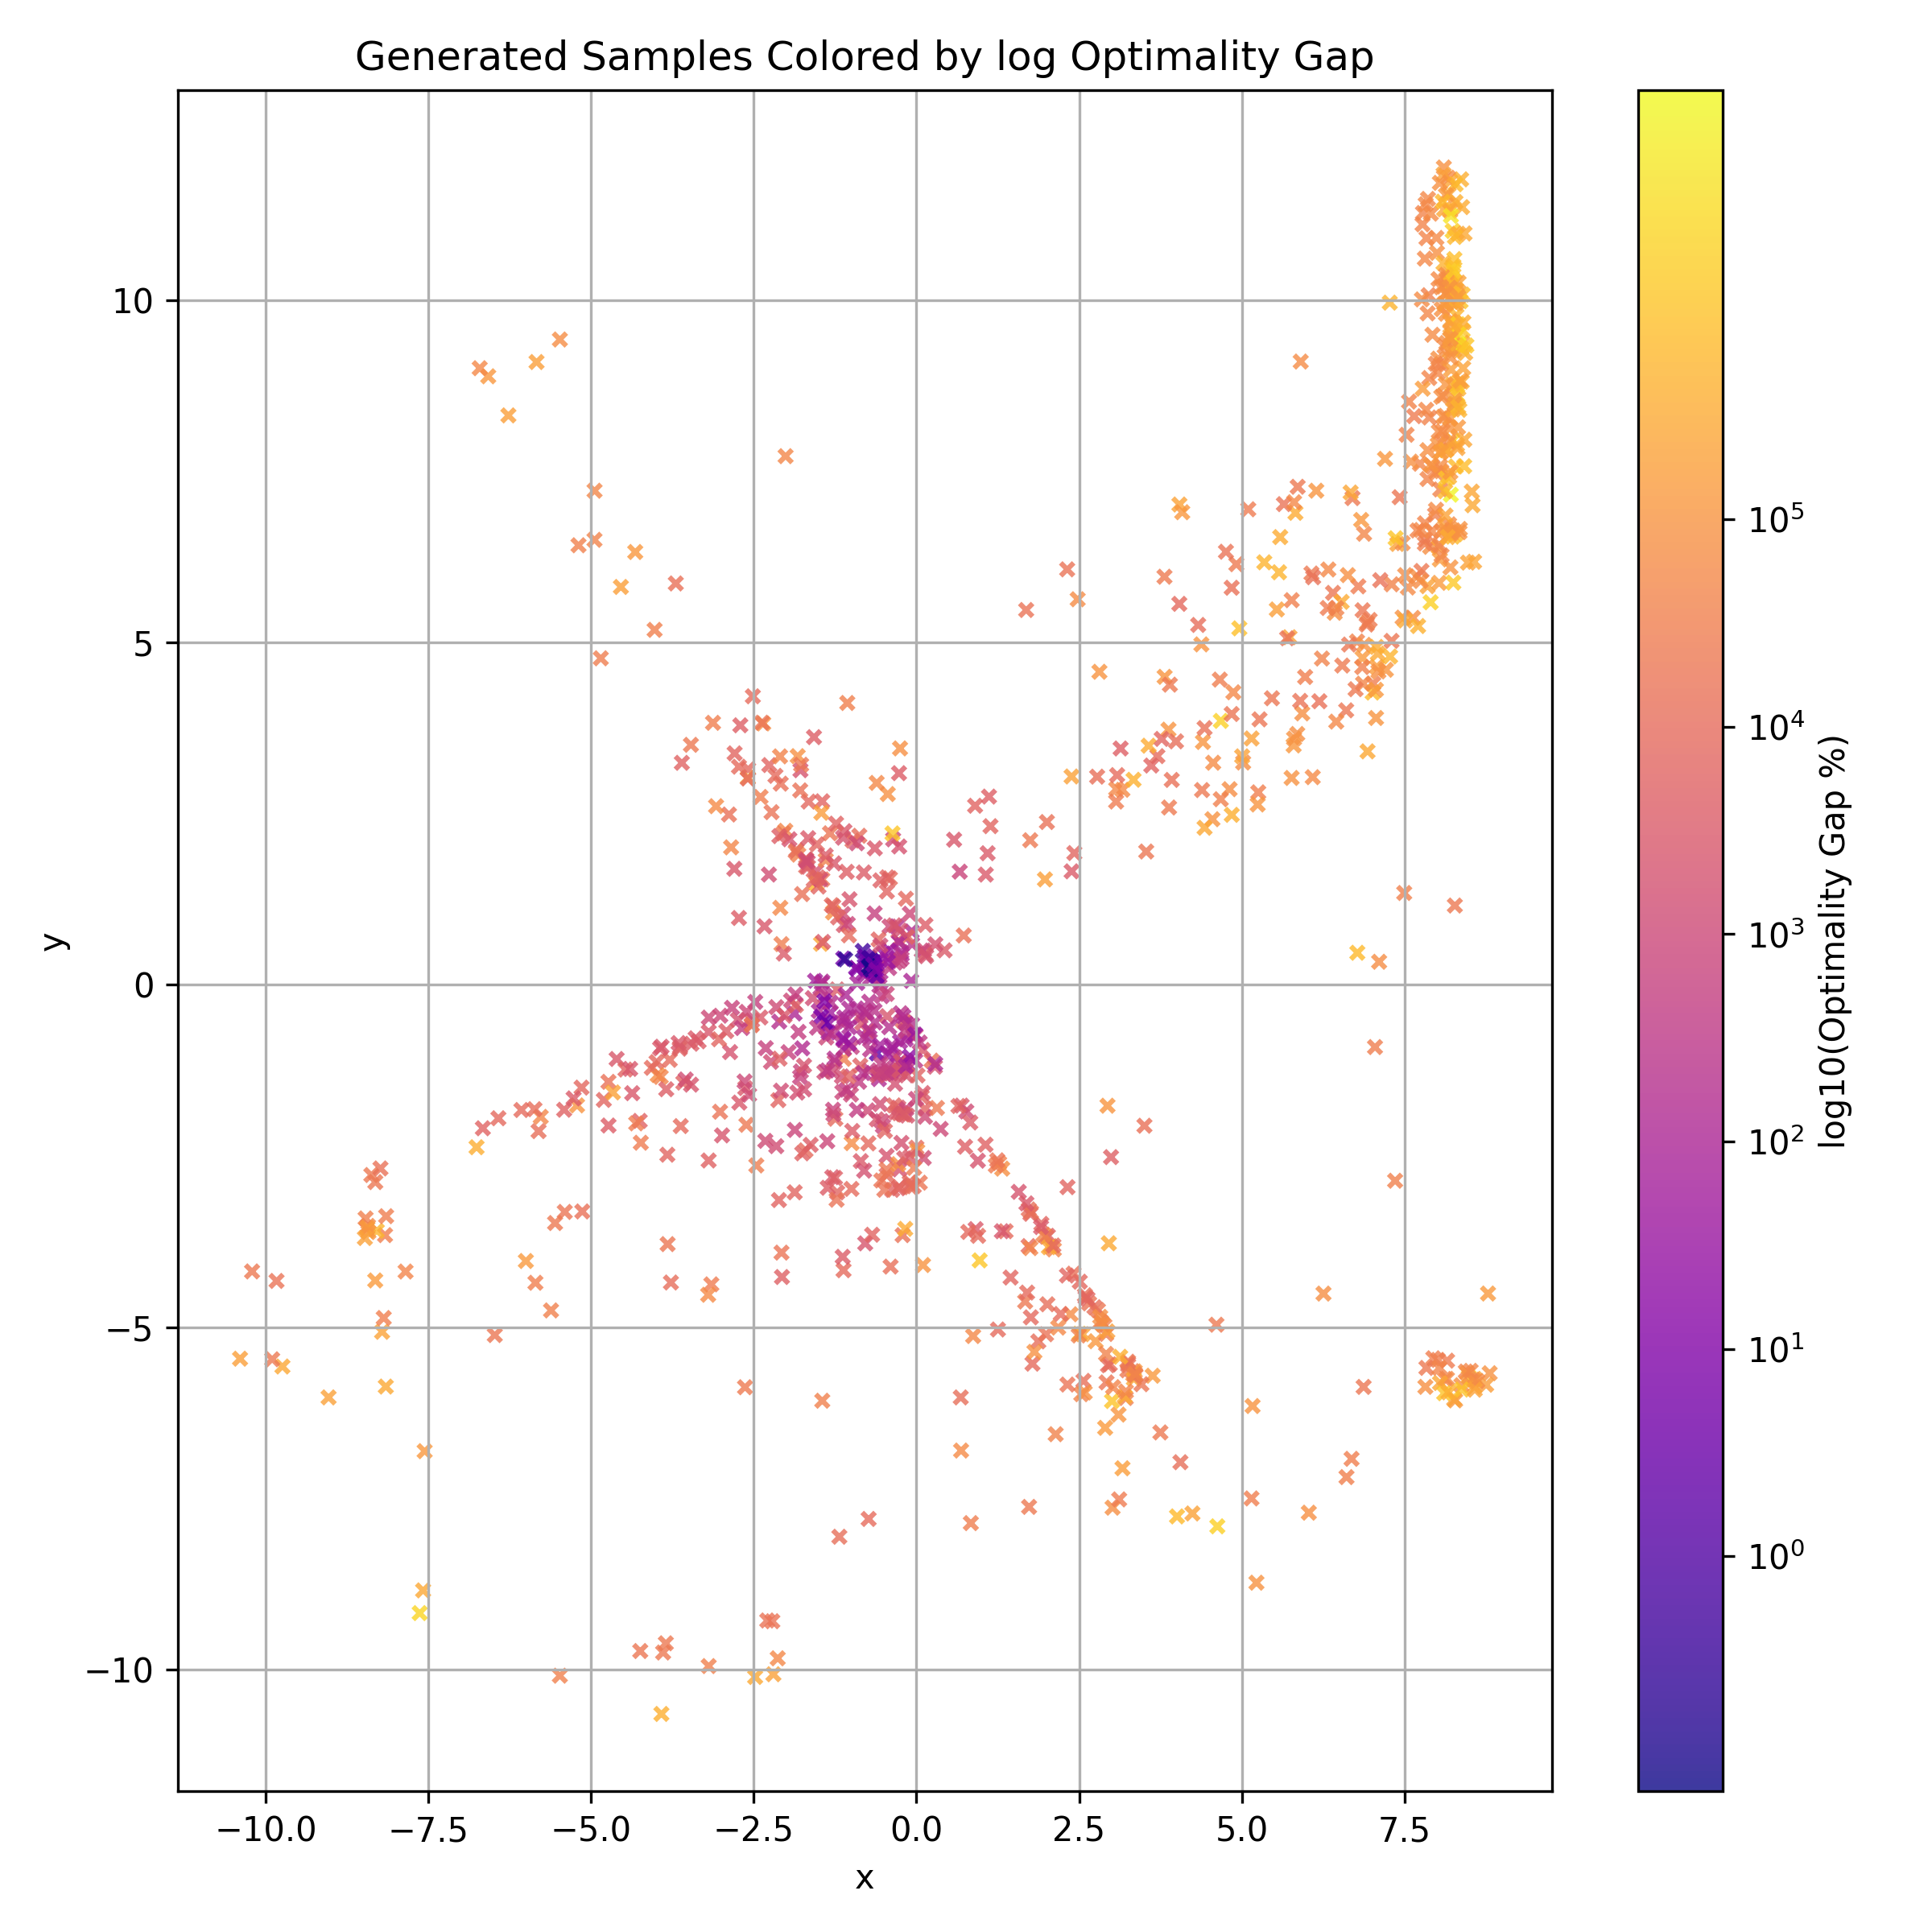 Generated Samples Colored by log Optimality Gap
10
5
0
−5
−10
y
−10.0 −7.5 −5.0 −2.5 0.0 2.5 5.0 7.5
x
10⁵
10⁴
10³
10²
10¹
10⁰
log10(Optimality Gap %)